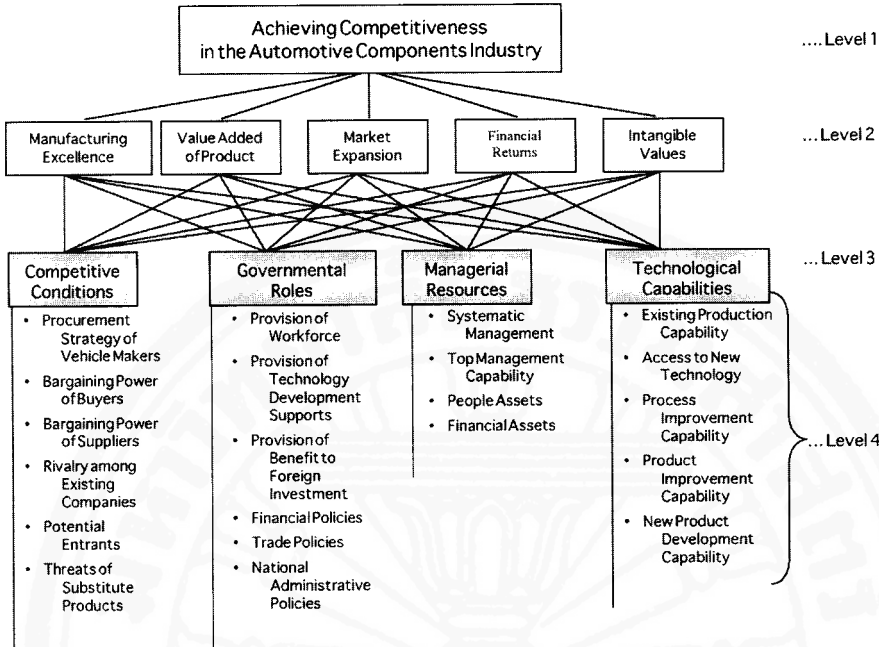 Achieving Competitiveness
in the Automotive Components Industry
....Level 1
Manufacturing
Excellence
Value Added
of Product
Market
Expansion
Financial
Returns
Intangible
Values
...Level 2
Competitive
Conditions
Governmental
Roles
Managerial
Resources
Technological
Capabilities
...Level 3
• Procurement
Strategy of
Vehicle Makers
• Bargaining Power
of Buyers
• Bargaining Power
of Suppliers
• Rivalry among
Existing
Companies
• Potential
Entrants
• Threats of
Substitute
Products
• Provision of
Workforce
• Provision of
Technology
Development
Supports
• Provision of
Benefit to
Foreign
Investment
• Financial Policies
• Trade Policies
• National
Administrative
Policies
• Systematic
Management
• Top Management
Capability
• People Assets
• Financial Assets
• Existing Production
Capability
• Access to New
Technology
• Process
Improvement
Capability
• Product
Improvement
Capability
• New Product
Development
Capability
...Level 4